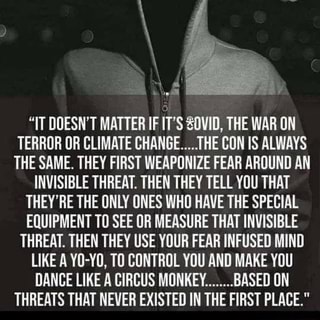 “IT DOESN'T MATTER IF IT'S COVID, THE WAR ON
TERROR OR CLIMATE CHANGE.....THE CON IS ALWAYS
THE SAME. THEY FIRST WEAPONIZE FEAR AROUND AN
INVISIBLE THREAT. THEN THEY TELL YOU THAT
THEY'RE THE ONLY ONES WHO HAVE THE SPECIAL
EQUIPMENT TO SEE OR MEASURE THAT INVISIBLE
THREAT. THEN THEY USE YOUR FEAR INFUSED MIND
LIKE A YO-YO, TO CONTROL YOU AND MAKE YOU
DANCE LIKE A CIRCUS MONKEY........BASED ON
THREATS THAT NEVER EXISTED IN THE FIRST PLACE."